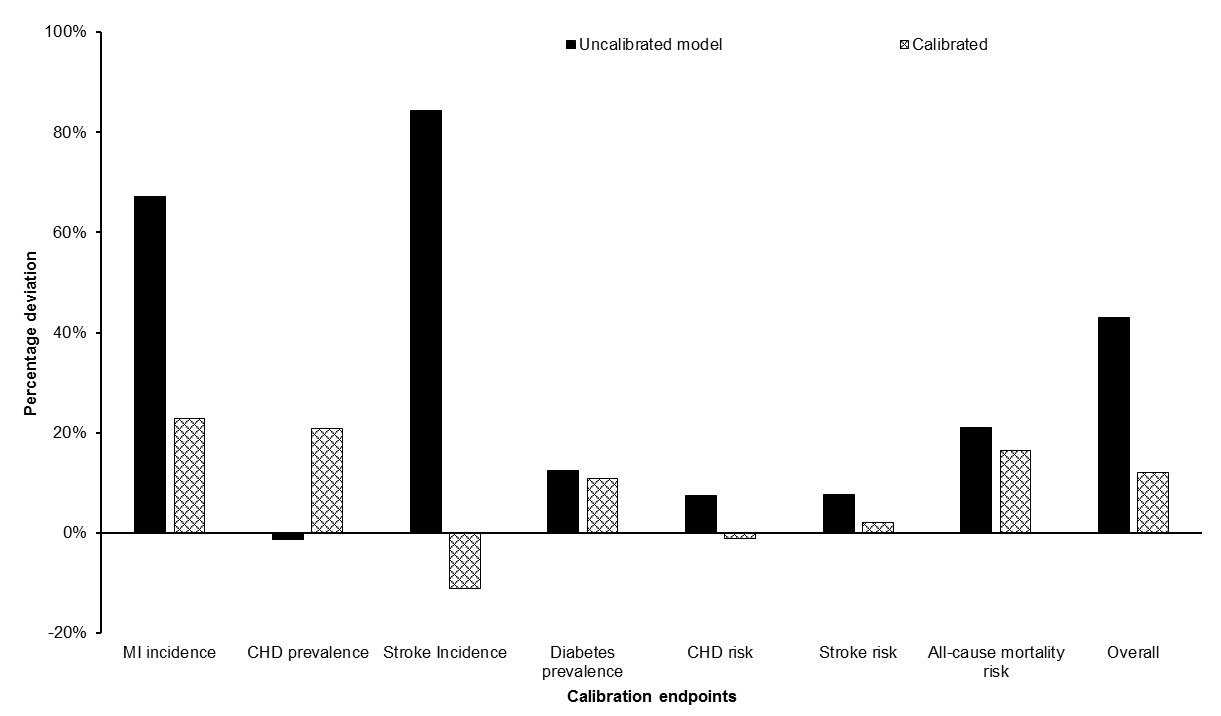 100%
80%
60%
40%
20%
0%
-20%
Percentage deviation
Uncalibrated model
Calibrated
MI incidence
CHD prevalence
Stroke Incidence
Diabetes
prevalence
CHD risk
Stroke risk
All-cause mortality
risk
Overall
Calibration endpoints